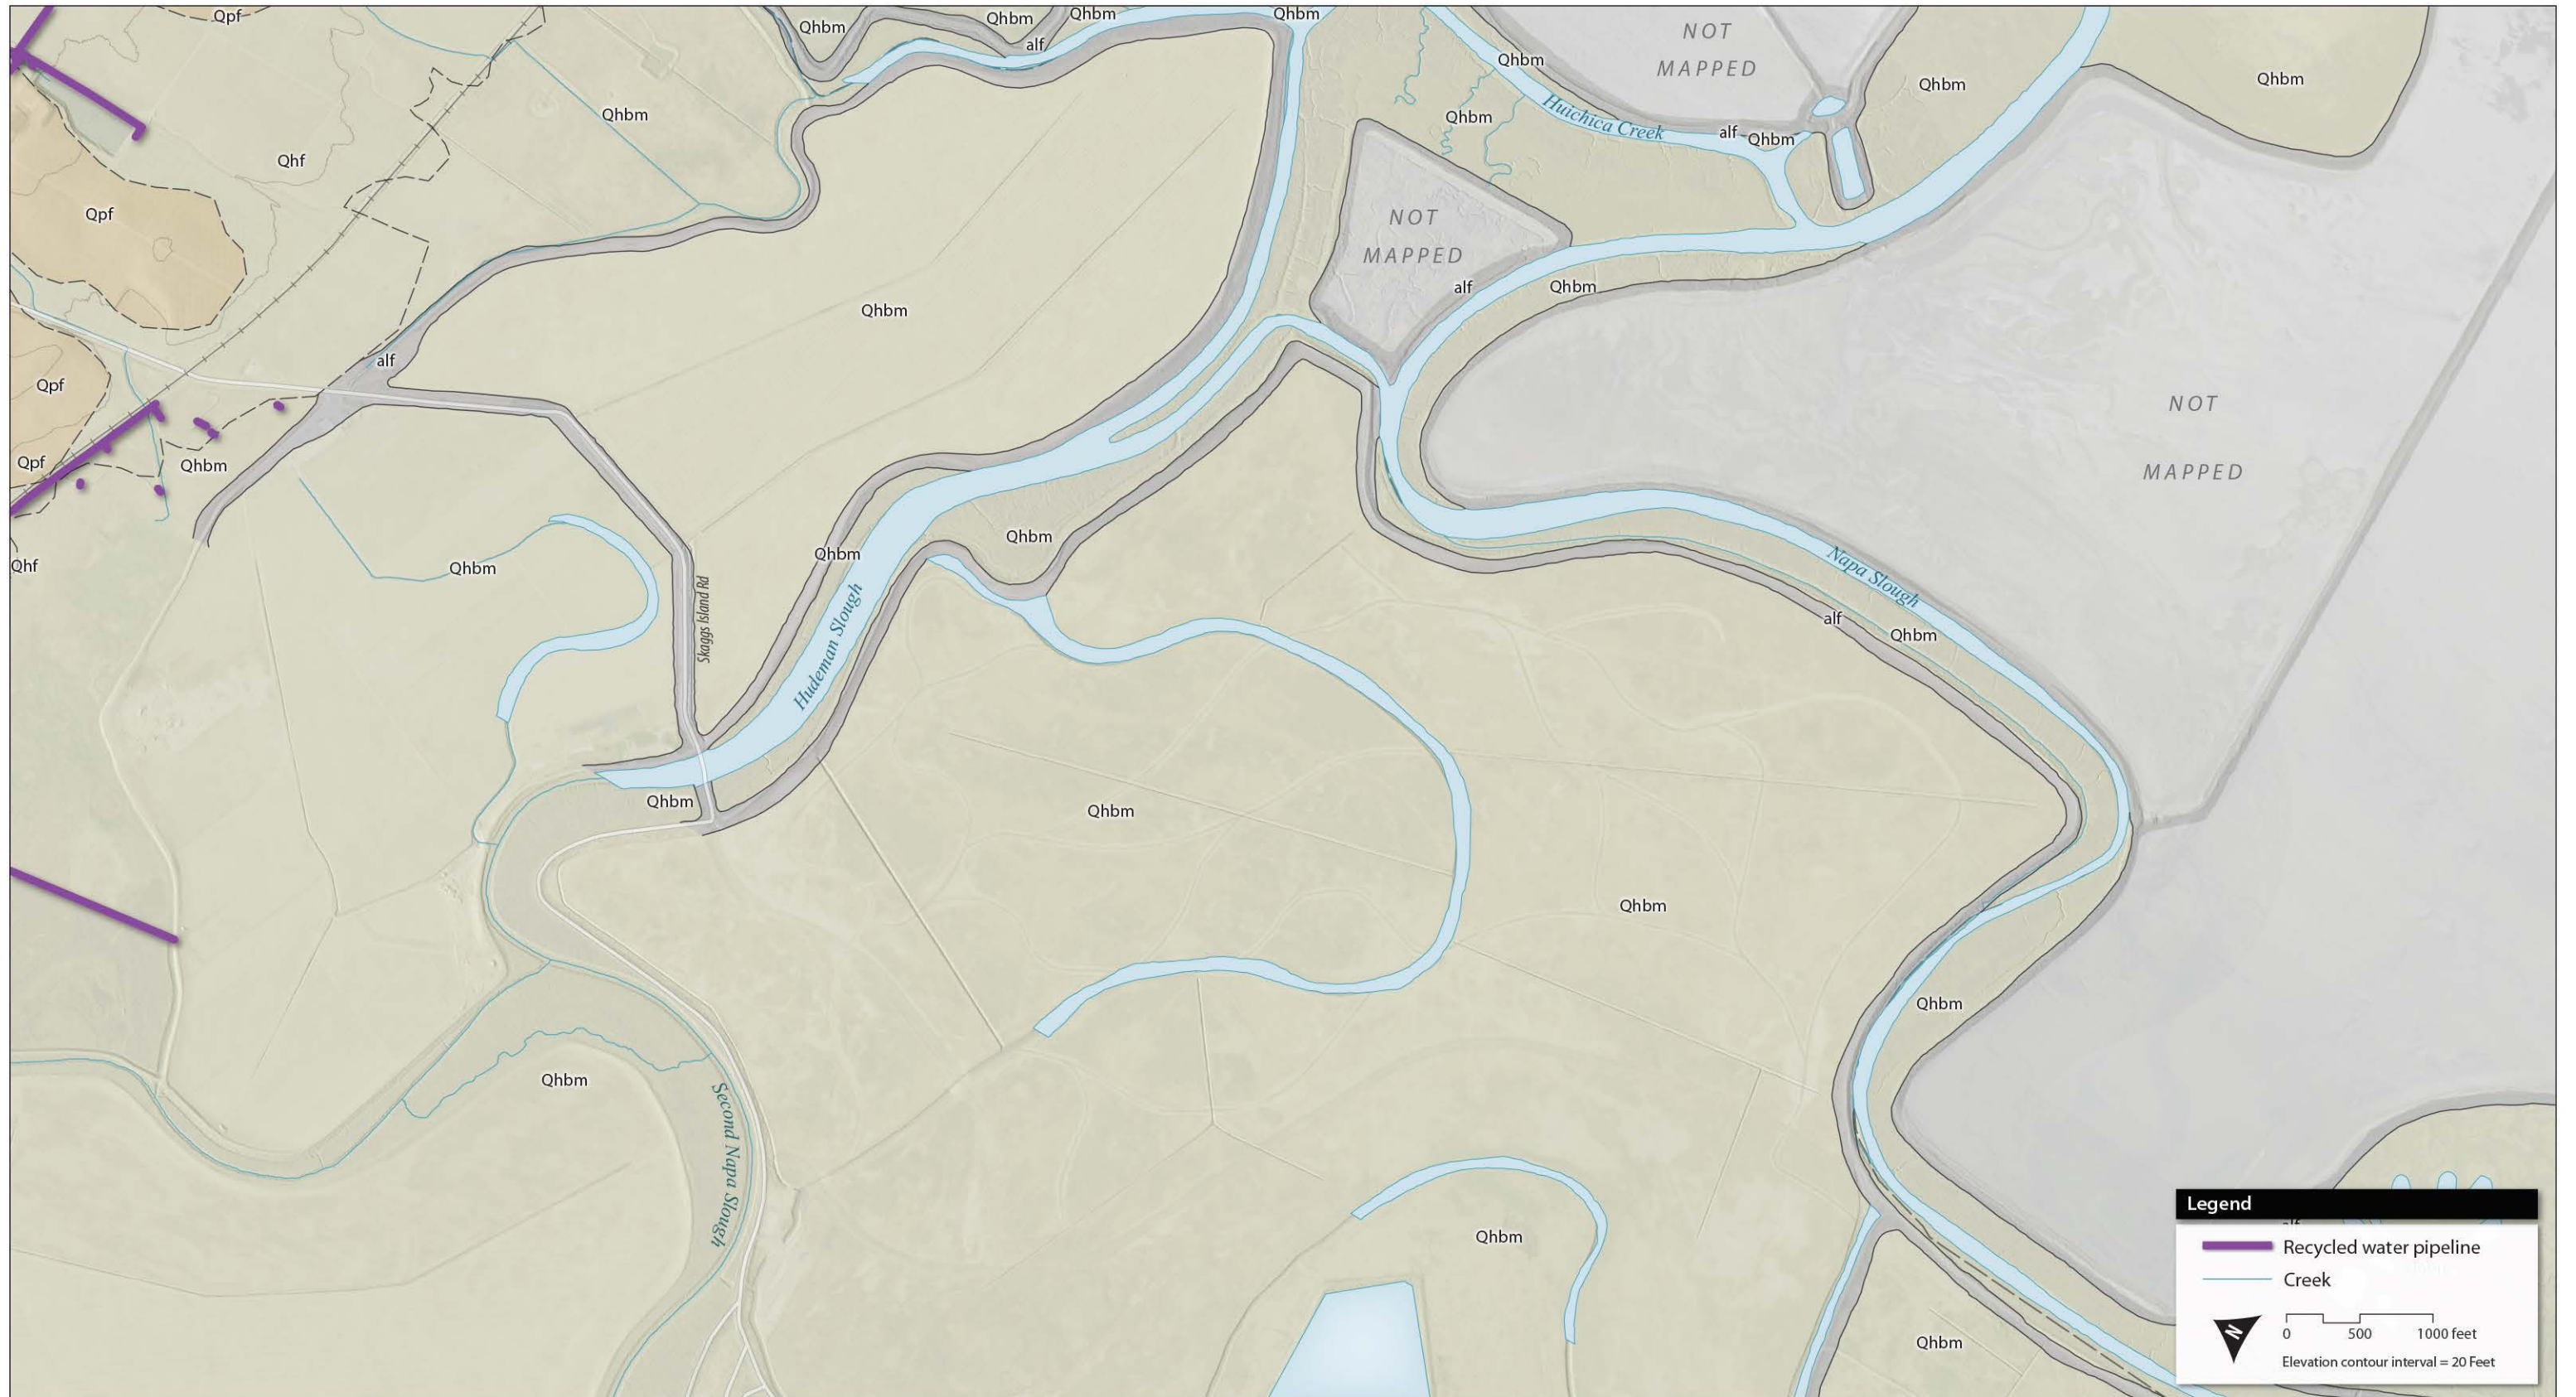 Qpf
Qhbm
Qhbm
Qhbm
Qhbm
alf
NOT
MAPPED
Qhbm
Qhbm
Qhbm
Qhbm
Qhbm
Qhbm
Huichica Creek
alf
Qhbm
Qhf
Qpf
NOT
MAPPED
alf
Qhbm
Qhbm
alf
Qpf
NOT
MAPPED
Qpf
Qhbm
Qhbm
Qhbm
Qhf
Qhbm
Skaggs Island Rd
Hudeman Slough
Napa Slough
alf
Qhbm
Qhbm
Qhbm
Qhbm
Qhbm
Qhbm
Second Napa Slough
Qhbm
Qhbm
Legend
alf
Recycled water pipeline
Creek
N
0 500 1000 feet
Elevation contour interval = 20 Feet